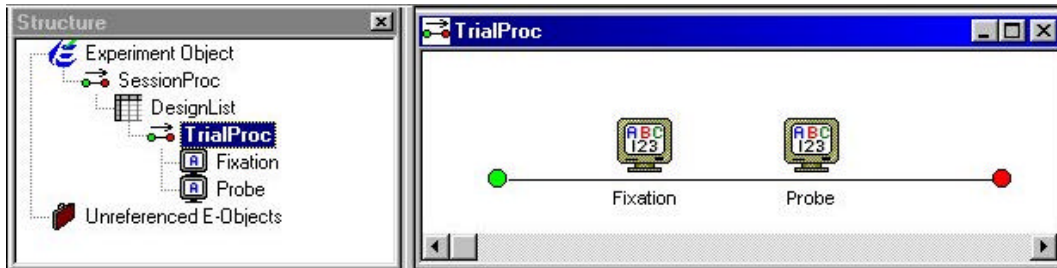 Structure
Experiment Object
SessionProc
DesignList
TrialProc
A Fixation
A Probe
Unreferenced E-Objects
TrialProc
ABC ABC
123 123
Fixation Probe